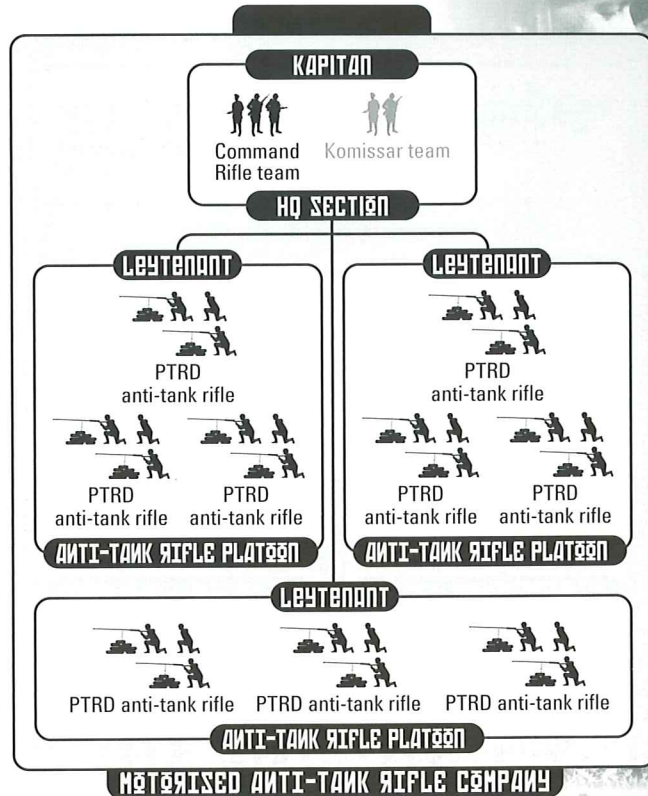 KAPITAN
Command
Rifle team
Komissar team
HQ SECTION
LEYTENANT
PTRD
anti-tank rifle
PTRD
anti-tank rifle
PTRD
anti-tank rifle
ANTI-TANK RIFLE PLATOON
LEYTENANT
PTRD
anti-tank rifle
PTRD
anti-tank rifle
PTRD
anti-tank rifle
ANTI-TANK RIFLE PLATOON
LEYTENANT
PTRD anti-tank rifle PTRD anti-tank rifle PTRD anti-tank rifle
ANTI-TANK RIFLE PLATOON
MOTORISED ANTI-TANK RIFLE COMPANY